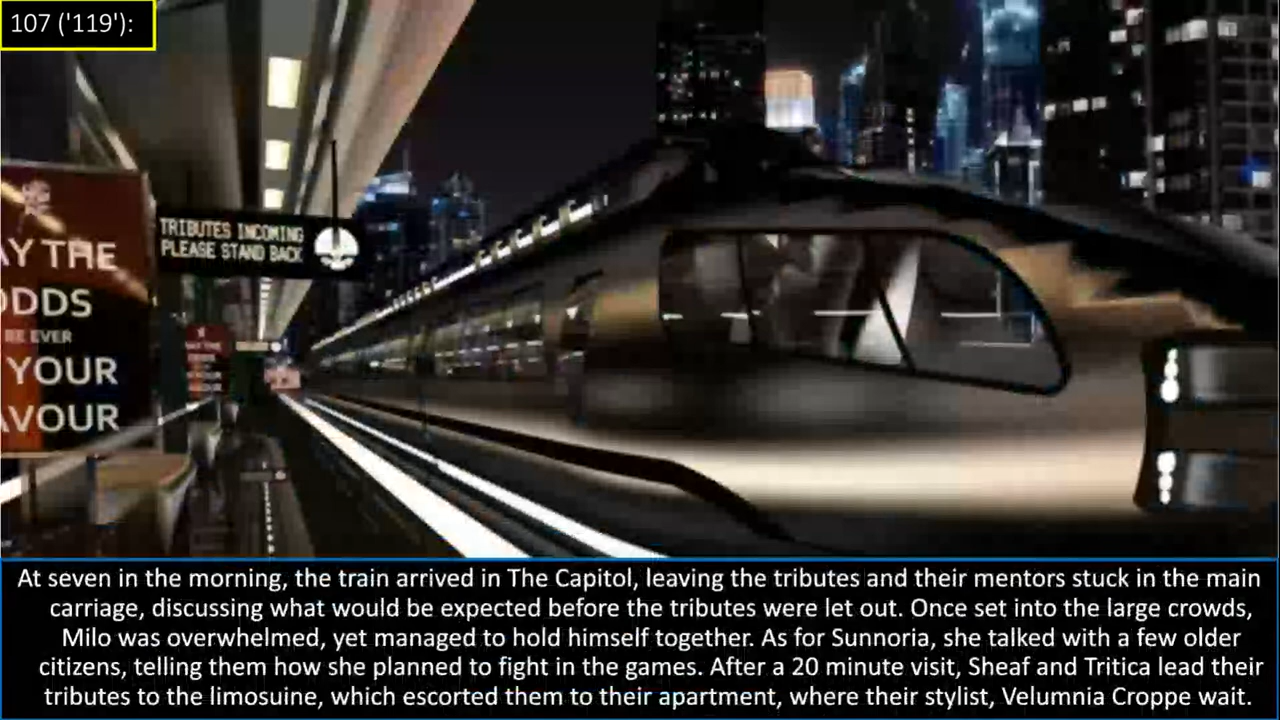 107 ('119'):
TRIBUTES INCOMING
PLEASE STAND BACK
AY THE
ODDS
BE EVER
YOUR
AVOUR
At seven in the morning, the train arrived in The Capitol, leaving the tributes and their mentors stuck in the main
carriage, discussing what would be expected before the tributes were let out. Once set into the large crowds,
Milo was overwhelmed, yet managed to hold himself together. As for Sunnoria, she talked with a few older
citizens, telling them how she planned to fight in the games. After a 20 minute visit, Sheaf and Tritica lead their
tributes to the limosuine, which escorted them to their apartment, where their stylist, Velumnia Croppe wait.